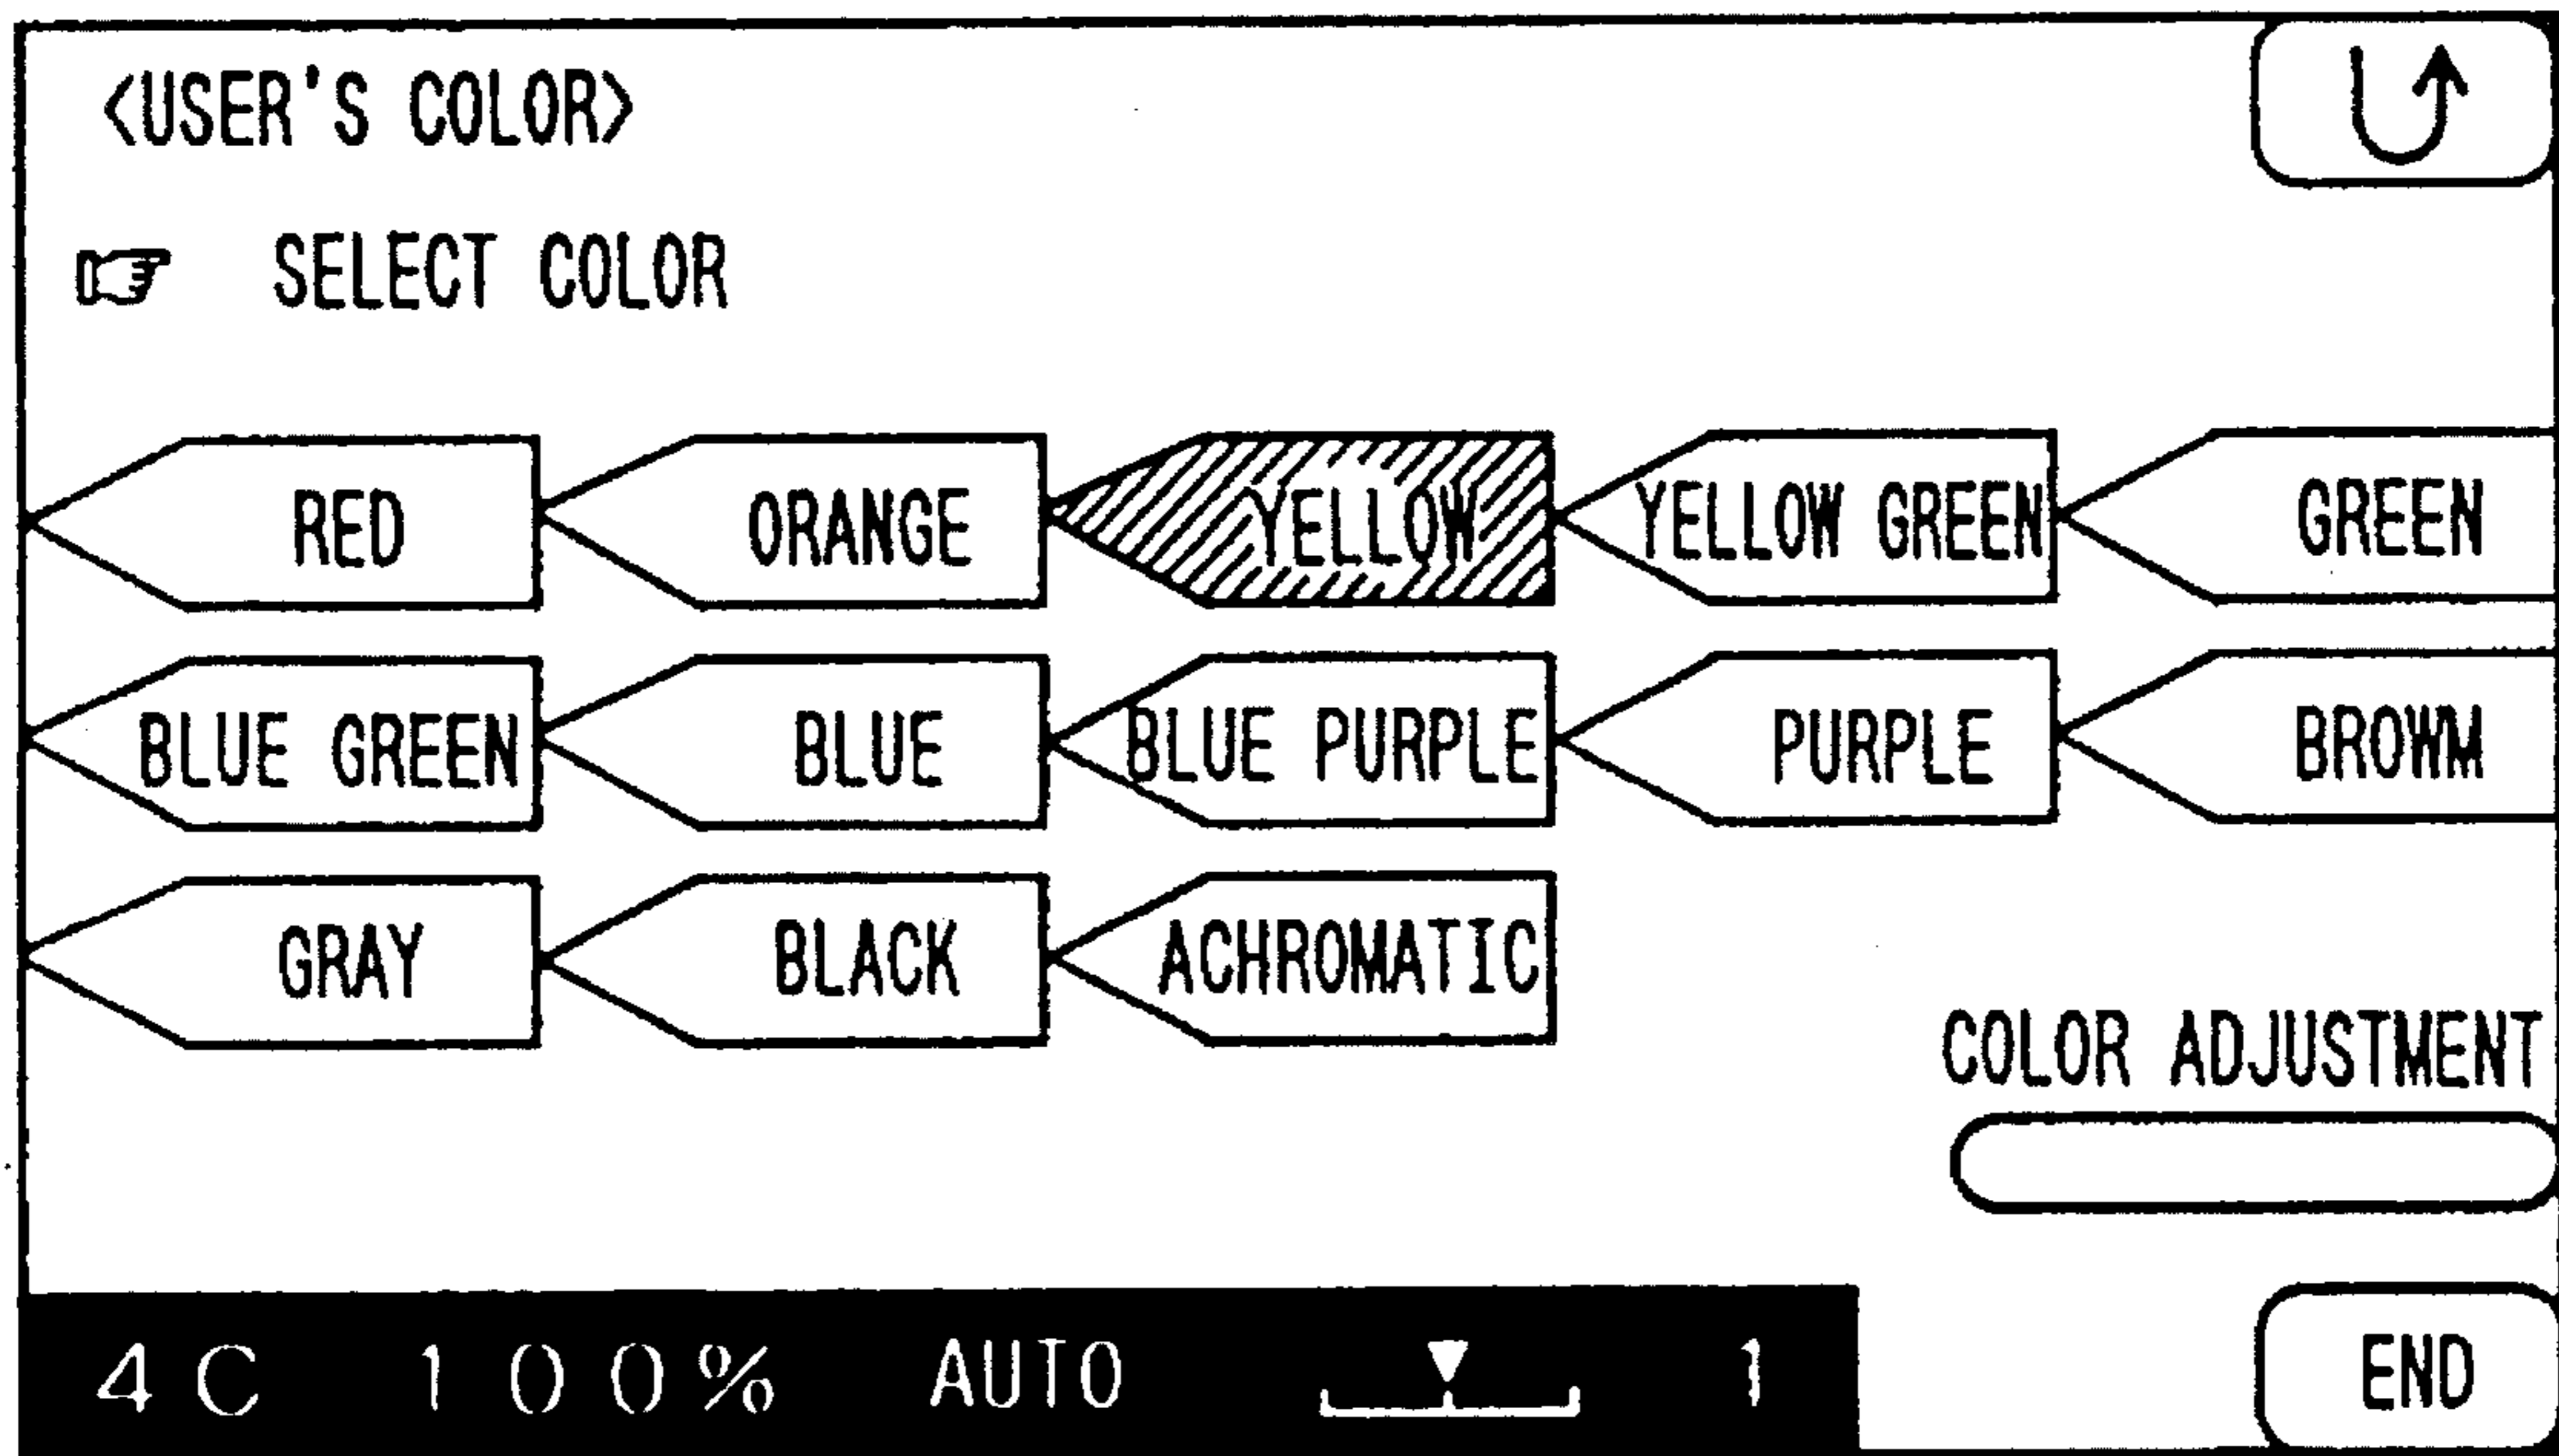 <USER'S COLOR>
☞ SELECT COLOR
RED ORANGE YELLOW YELLOW GREEN GREEN
BLUE GREEN BLUE BLUE PURPLE PURPLE BROWM
GRAY BLACK ACHROMATIC
COLOR ADJUSTMENT
4C 100% AUTO 1 END